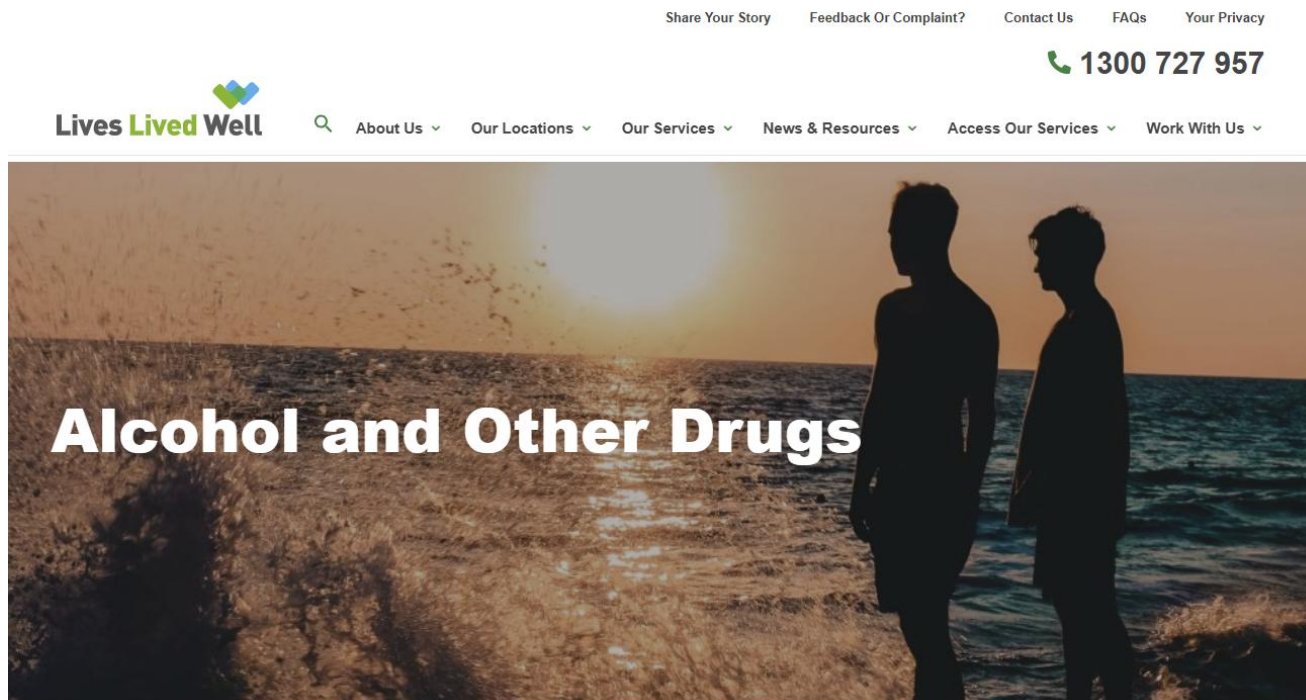 Share Your Story Feedback Or Complaint? Contact Us FAQs Your Privacy
1300 727 957
Lives Lived Well About Us Our Locations Our Services News & Resources Access Our Services Work With Us
Alcohol and Other Drugs